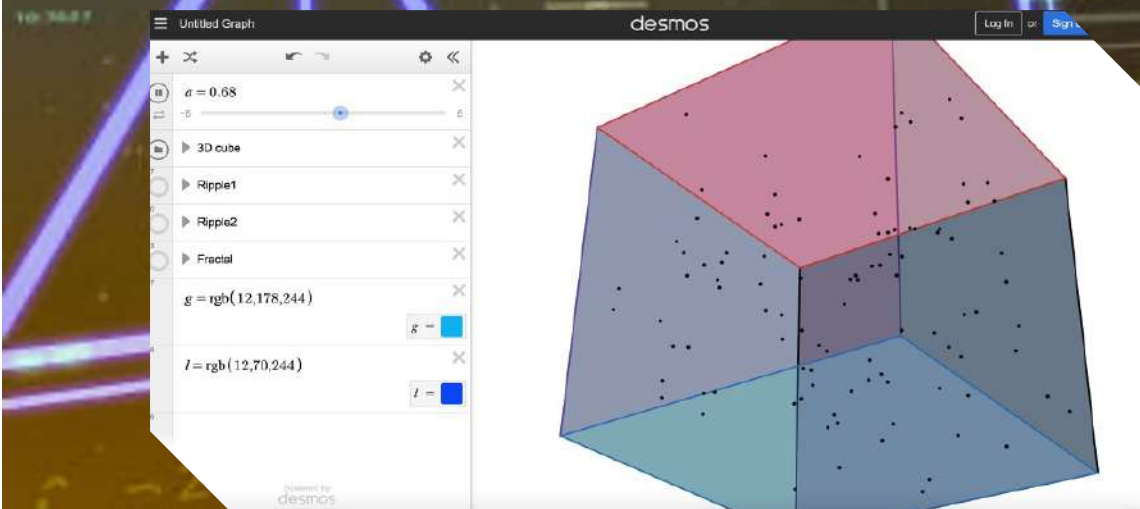 Untitled Graph
desmos
Log In or
a = 0.68
-5
5
3D cube
Ripple1
Ripple2
Fractal
g = rgb(12,178,244)
g =
l = rgb(12,70,244)
l =
powered by
desmos